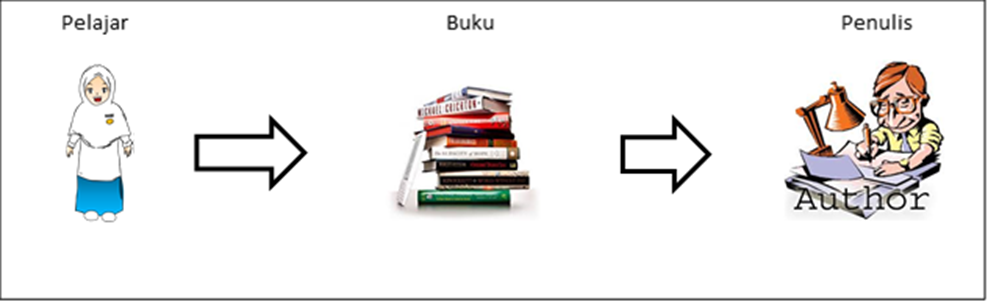 Pelajar
Buku
Penulis
MICHAEL CRICHTON
Author